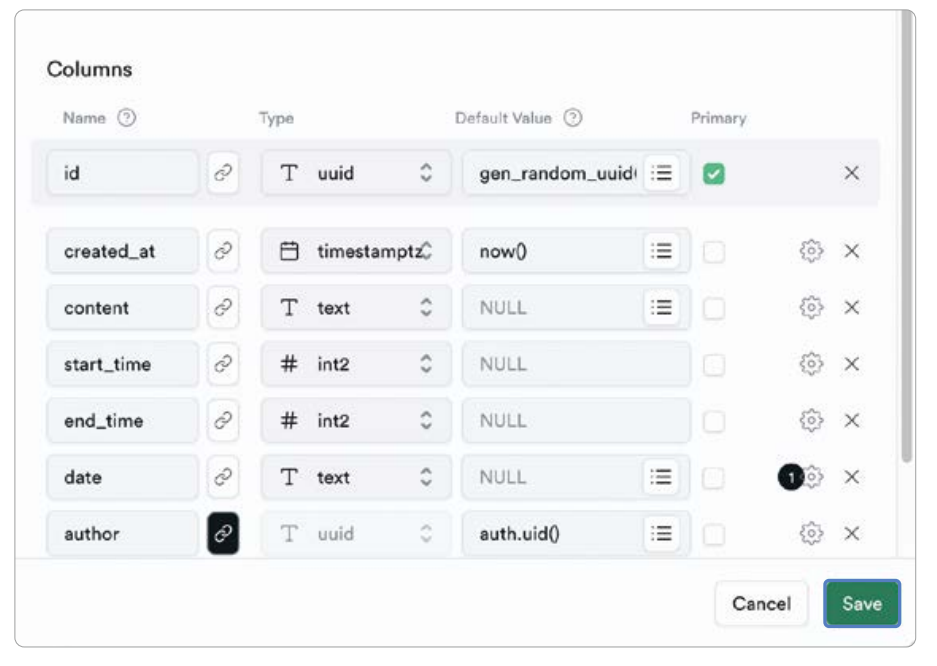 Columns
Name Type Default Value Primary
id uuid gen_random_uuid(
created_at timestamptz now()
content text NULL
start_time # int2 NULL
end_time # int2 NULL
date text NULL 1
author uuid auth.uid()
Cancel Save